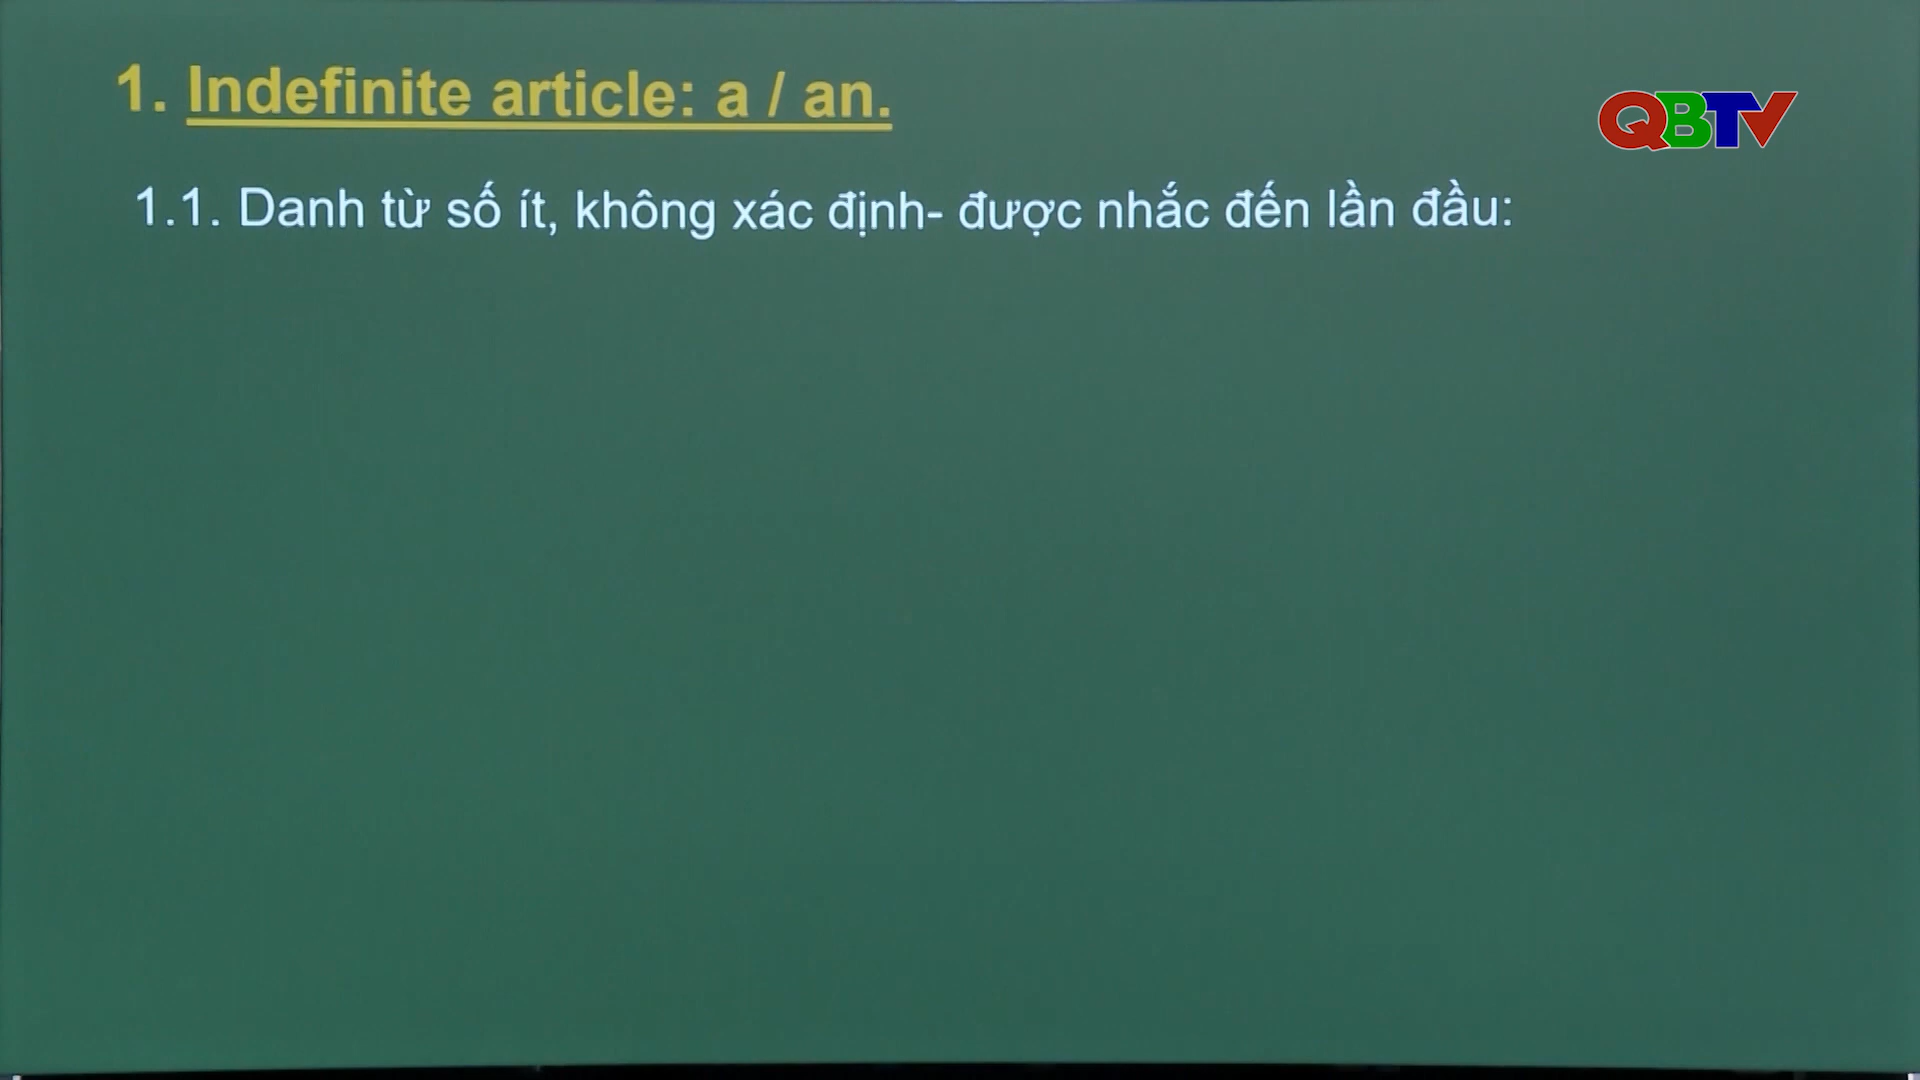 1. Indefinite article: a / an.
QBTV
1.1. Danh từ số ít, không xác định- được nhắc đến lần đầu: